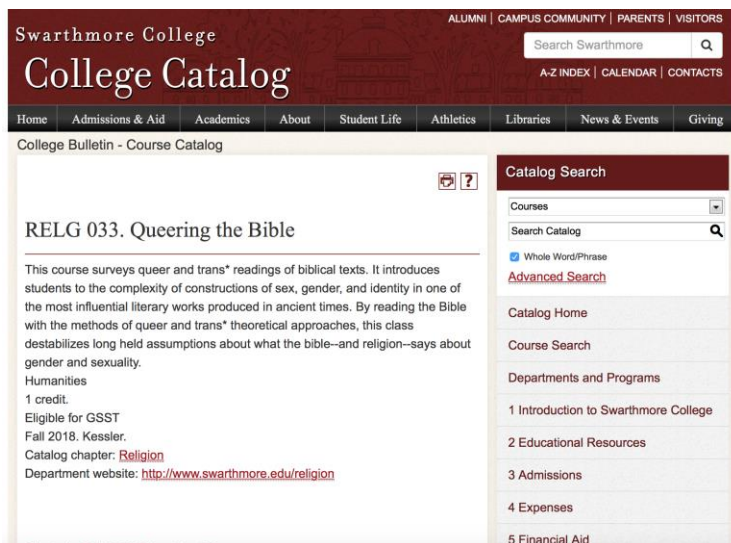 ALUMNI | CAMPUS COMMUNITY | PARENTS | VISITORS
Swarthmore College
College Catalog
Search Swarthmore
A-Z INDEX | CALENDAR | CONTACTS
Home Admissions & Aid Academics About Student Life Athletics Libraries News & Events Giving
College Bulletin - Course Catalog
?
RELG 033. Queering the Bible
This course surveys queer and trans* readings of biblical texts. It introduces
students to the complexity of constructions of sex, gender, and identity in one of
the most influential literary works produced in ancient times. By reading the Bible
with the methods of queer and trans* theoretical approaches, this class
destabilizes long held assumptions about what the bible--and religion--says about
gender and sexuality.
Humanities
1 credit.
Eligible for GSST
Fall 2018. Kessler.
Catalog chapter: Religion
Department website: http://www.swarthmore.edu/religion
Catalog Search
Courses
Search Catalog
Whole Word/Phrase
Advanced Search
Catalog Home
Course Search
Departments and Programs
1 Introduction to Swarthmore College
2 Educational Resources
3 Admissions
4 Expenses
5 Financial Aid